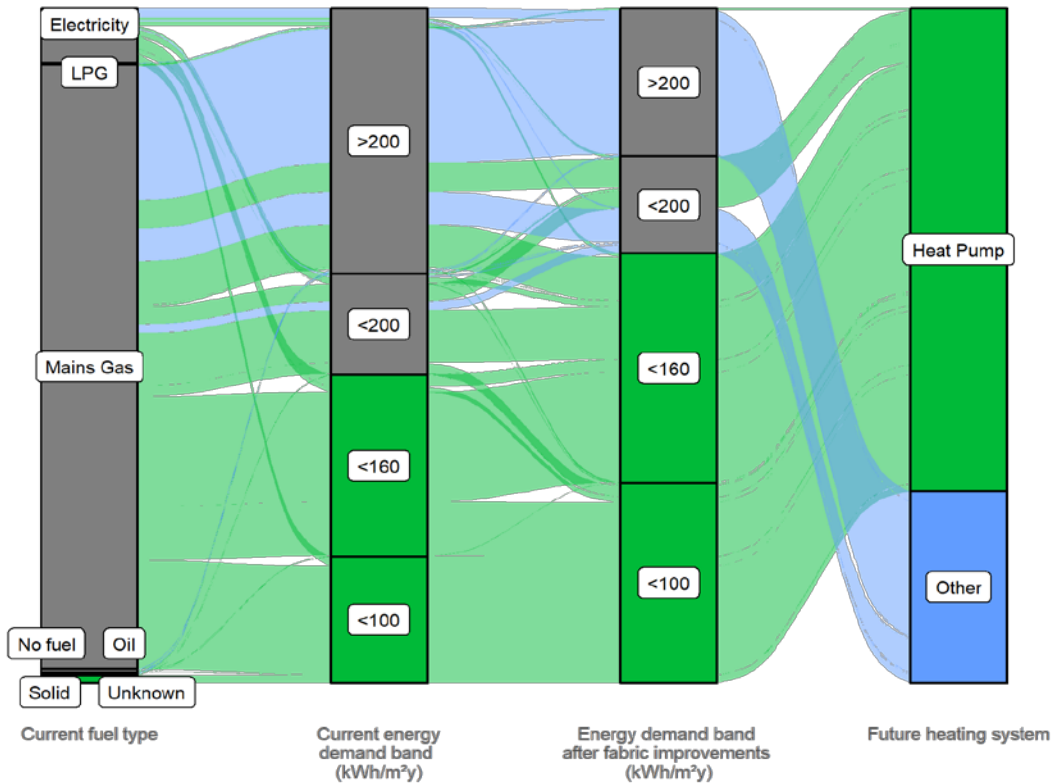 Electricity
LPG
Mains Gas
No fuel
Oil
Solid
Unknown
>200
<200
<160
<100
>200
<200
<160
<100
Heat Pump
Other
Current fuel type
Current energy
demand band
(kWh/m²y)
Energy demand band
after fabric improvements
(kWh/m²y)
Future heating system